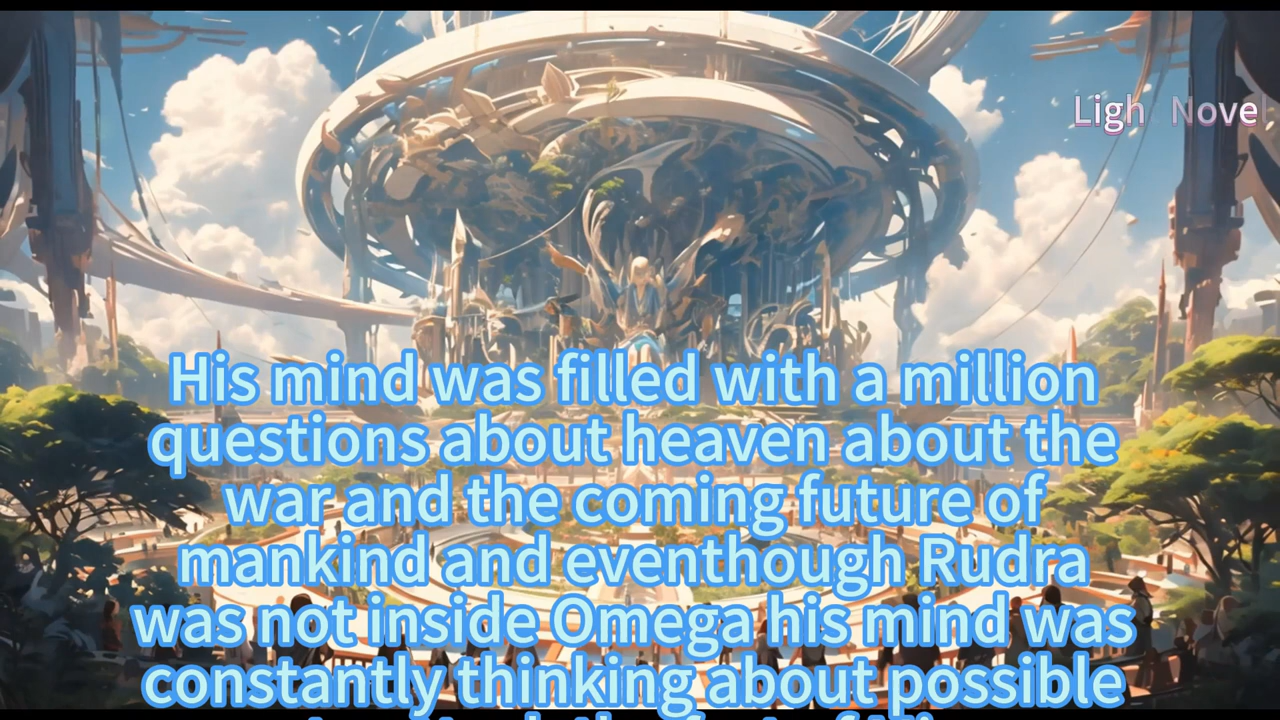 Ligh Nove
His mind was filled with a million
questions about heaven about the
war and the coming future of
mankind and eventhough Rudra
was not inside Omega his mind was
constantly thinking about possible